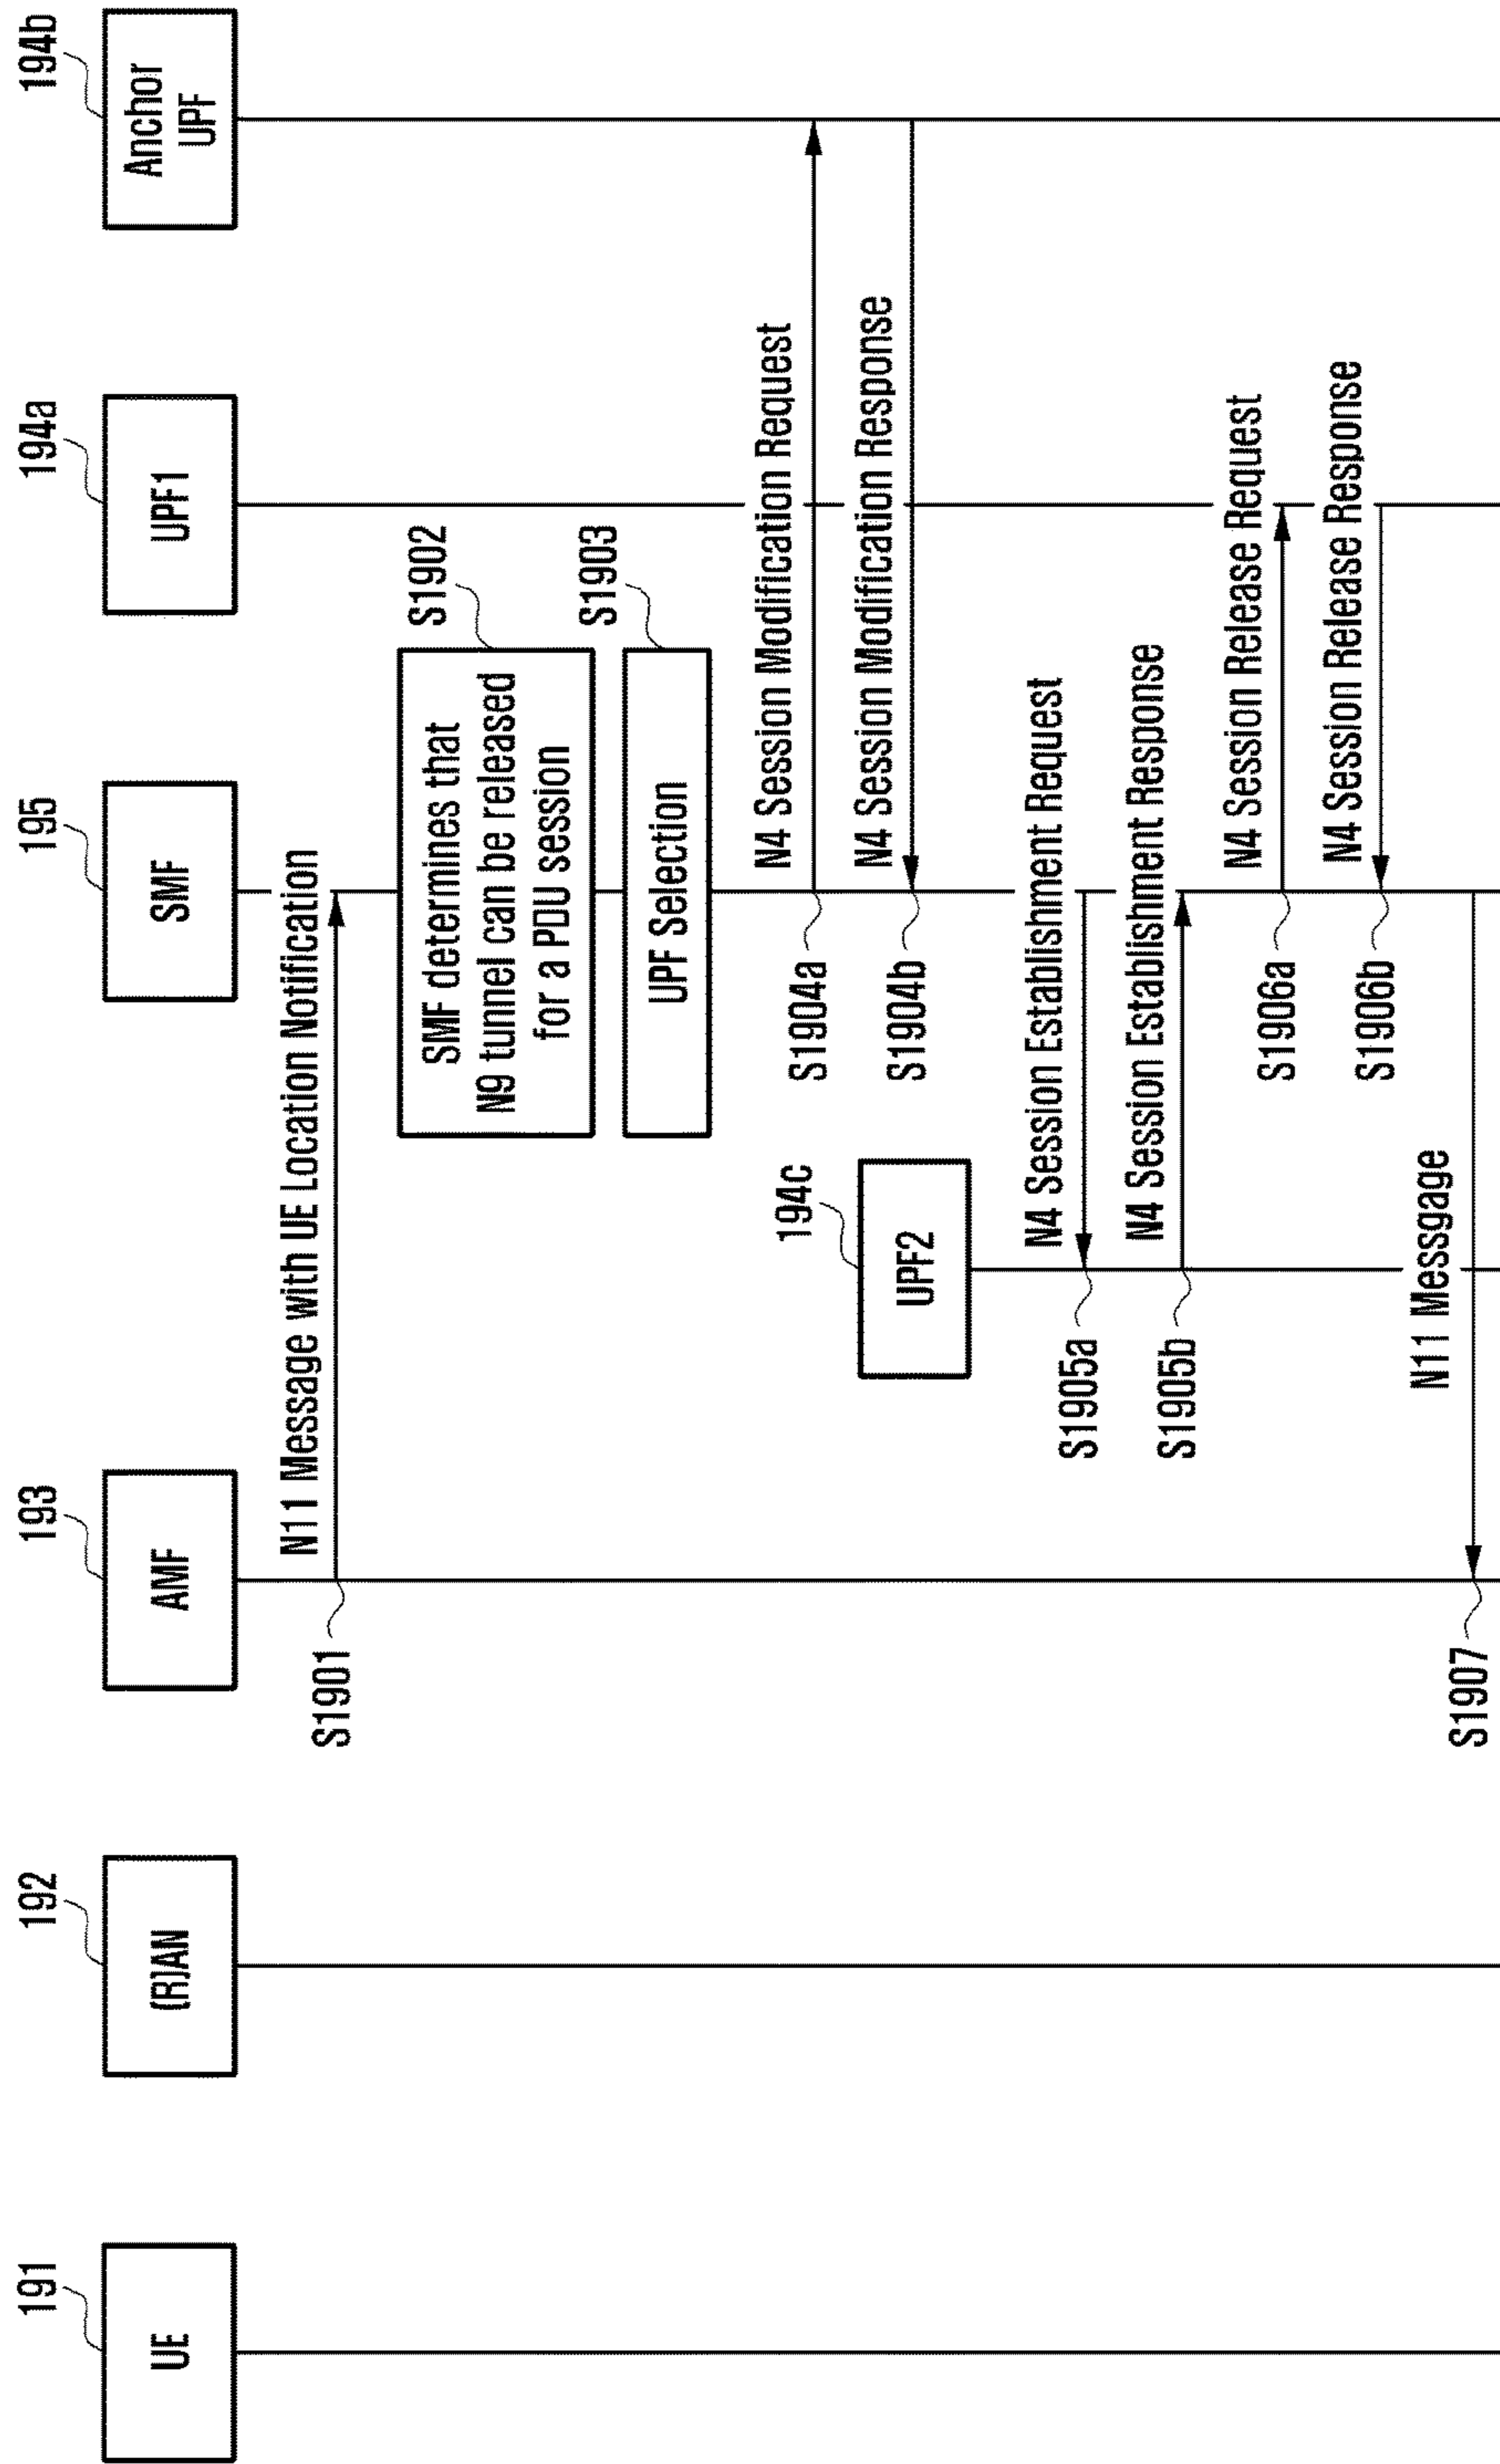 191
192
193
195
194a
194b
UE
(R)AN
AMF
SMF
UPF1
Anchor
UPF
N11 Message with UE Location Notification
S1901
S1902
SMF determines that
N9 tunnel can be released
for a PDU session
S1903
UPF Selection
N4 Session Modification Request
S1904a
N4 Session Modification Response
S1904b
194c
UPF2
N4 Session Establishment Request
S1905a
N4 Session Establishment Response
S1905b
N4 Session Release Request
S1906a
N4 Session Release Response
S1906b
N11 Messgage
S1907